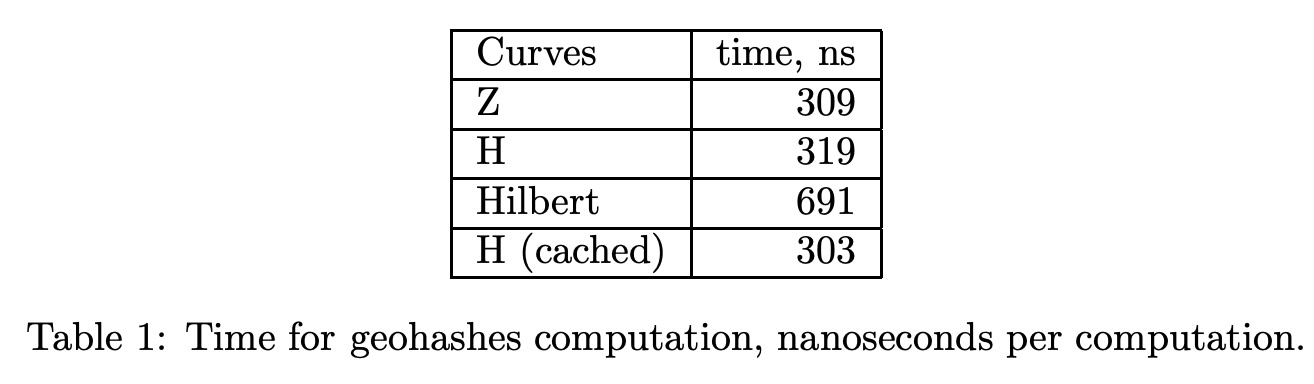 Curves time, ns
Z 309
H 319
Hilbert 691
H (cached) 303
Table 1: Time for geohashes computation, nanoseconds per computation.